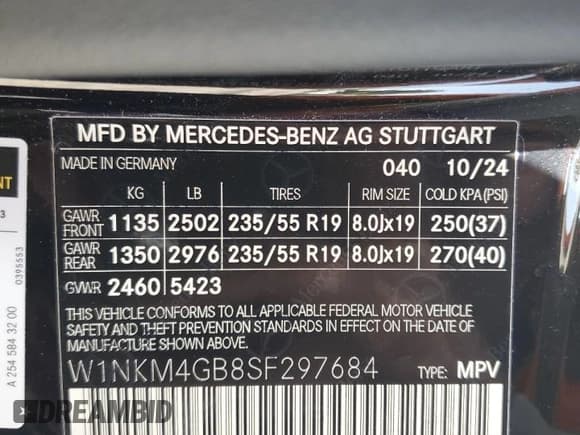 MFD BY MERCEDES-BENZ AG STUTTGART
MADE IN GERMANY 040 10/24
KG LB TIRES RIM SIZE COLD KPA(PSI)
GAWR FRONT 1135 2502 235/55 R19 8.0Jx19 250(37)
GAWR REAR 1350 2976 235/55 R19 8.0Jx19 270(40)
GVWR 2460 5423
THIS VEHICLE CONFORMS TO ALL APPLICABLE FEDERAL MOTOR VEHICLE
SAFETY AND THEFT PREVENTION STANDARDS IN EFFECT ON THE DATE OF
MANUFACTURE SHOWN ABOVE.
W1NKM4GB8SF297684 TYPE: MPV
A 254 584 32 00
0395553
DREAMBID